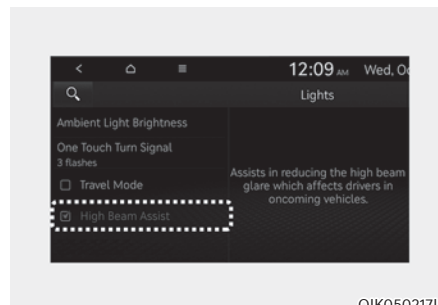 12:09 AM Wed, Oc
Lights
Ambient Light Brightness
One Touch Turn Signal
3 flashes
Travel Mode
High Beam Assist
Assists in reducing the high beam
glare which affects drivers in
oncoming vehicles.